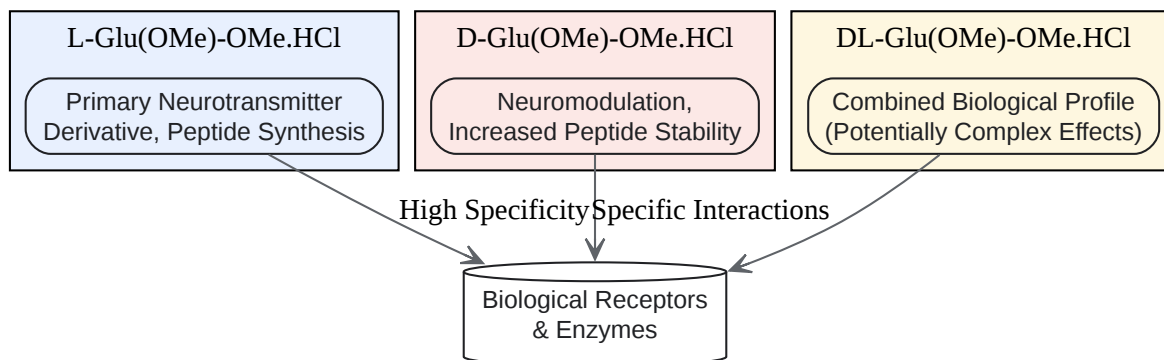 L-Glu(OMe)-OMe.HCl
Primary Neurotransmitter
Derivative, Peptide Synthesis
D-Glu(OMe)-OMe.HCl
Neuromodulation,
Increased Peptide Stability
DL-Glu(OMe)-OMe.HCl
Combined Biological Profile
(Potentially Complex Effects)
High Specificity
Specific Interactions
Biological Receptors
& Enzymes